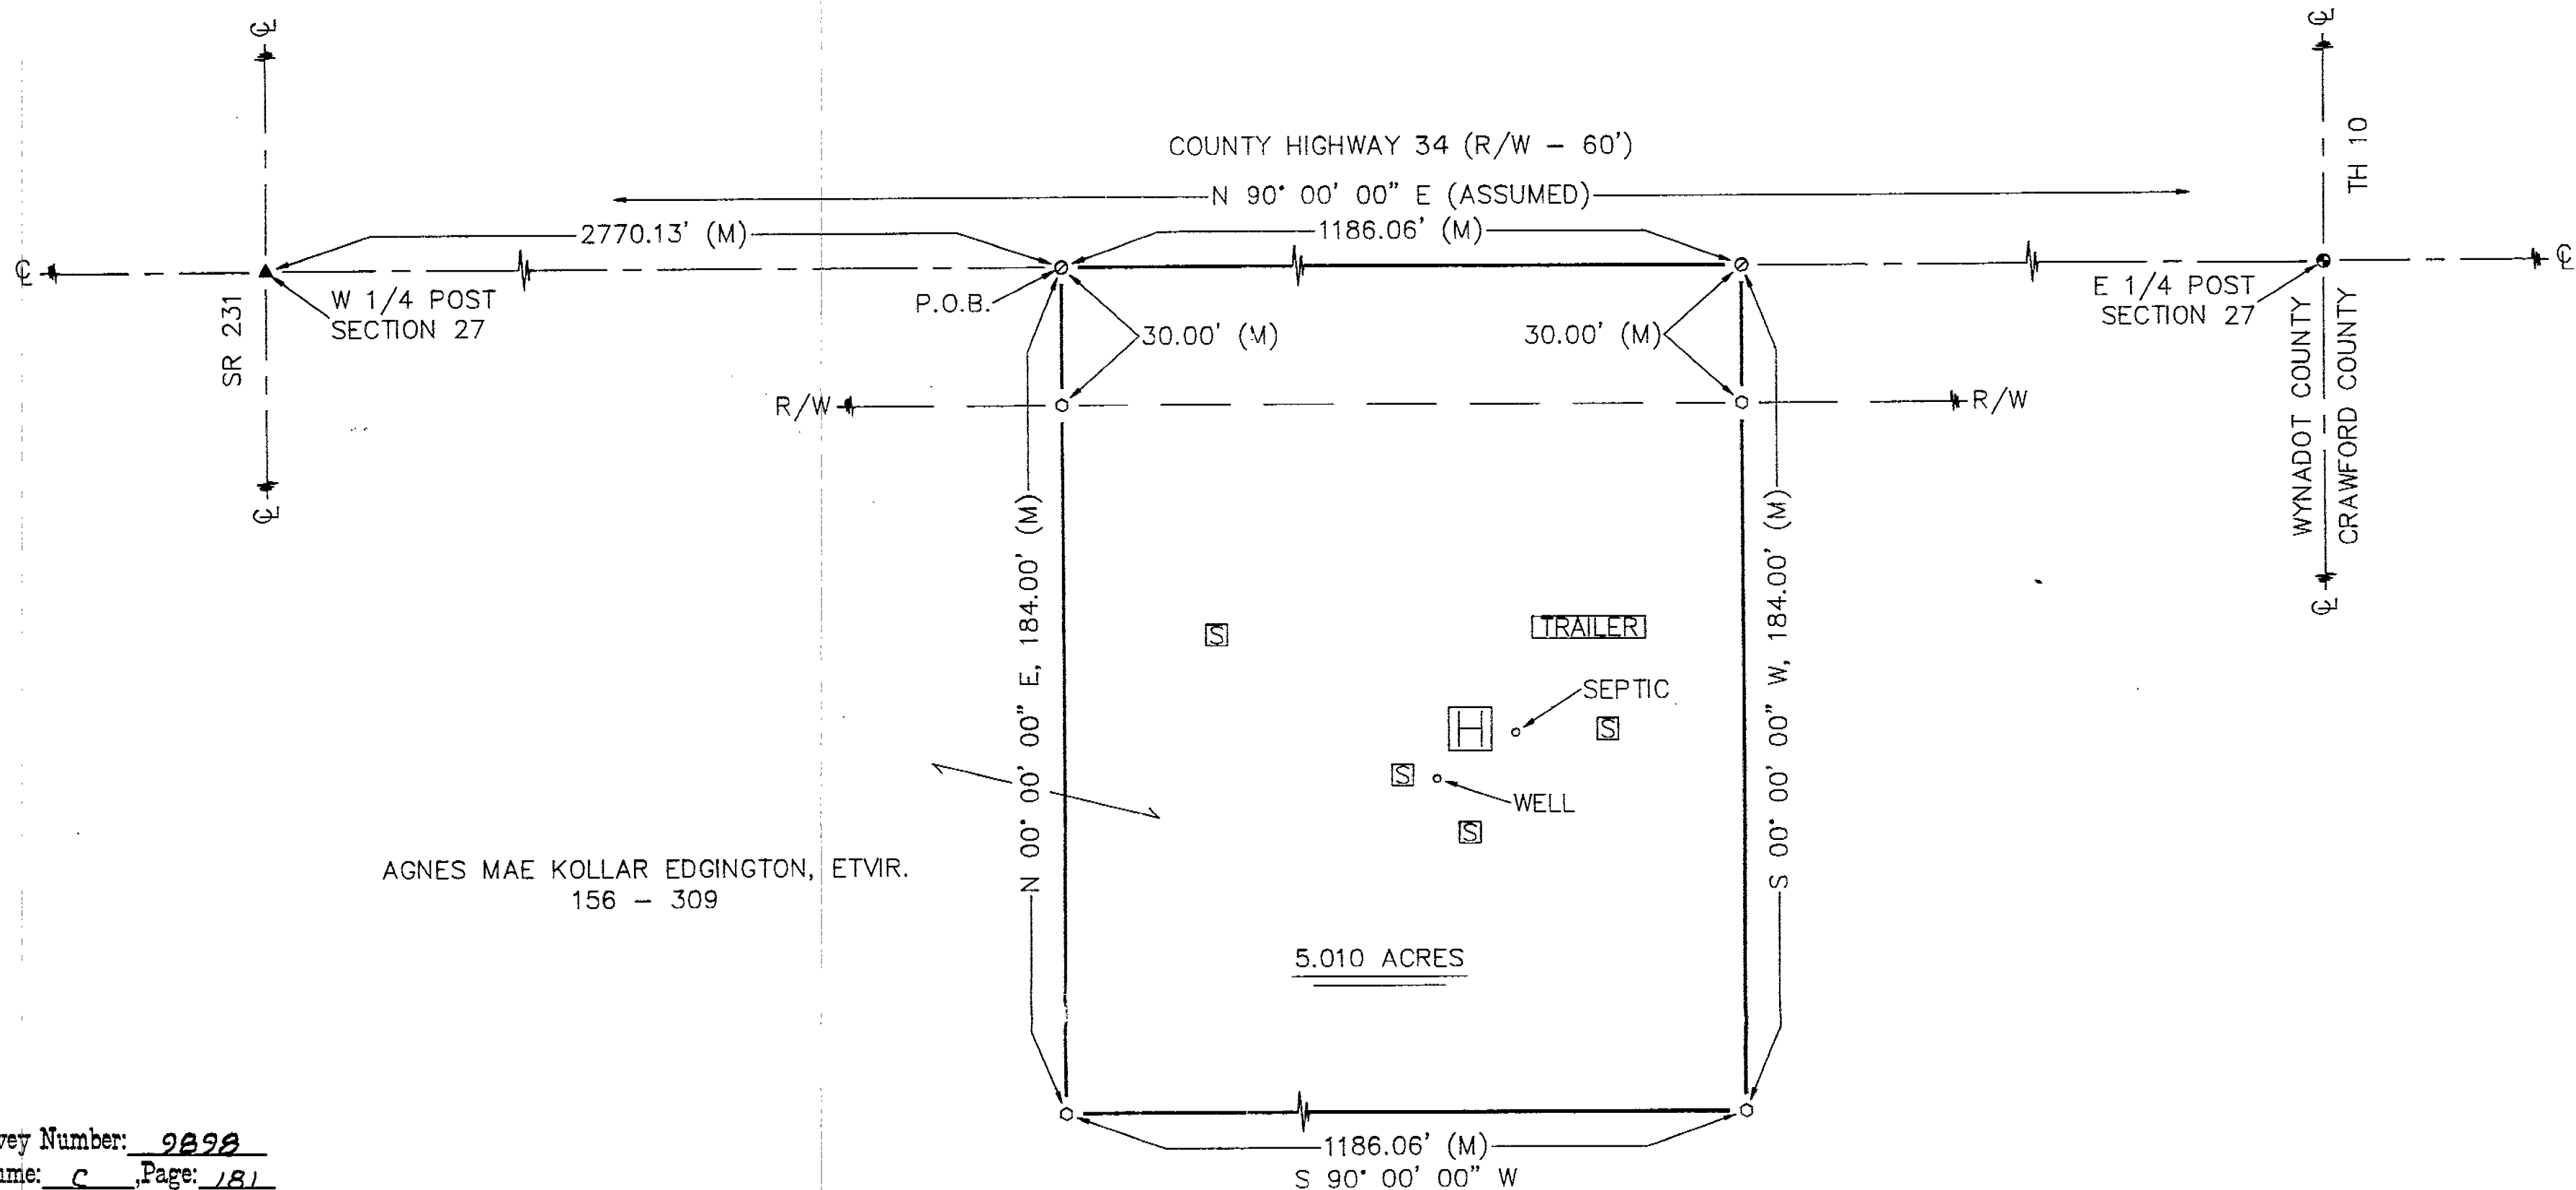 COUNTY HIGHWAY 34 (R/W – 60')
N 90° 00' 00" E (ASSUMED)
2770.13' (M)
1186.06' (M)
℄
℄
℄
℄
℄
℄
SR 231
W 1/4 POST
SECTION 27
P.O.B.
30.00' (M)
30.00' (M)
E 1/4 POST
SECTION 27
TH 10
WYNADOT COUNTY
CRAWFORD COUNTY
R/W
R/W
N 00° 00' 00" E, 184.00' (M)
S 00° 00' 00" W, 184.00' (M)
S
TRAILER
SEPTIC
H
S
S
WELL
S
AGNES MAE KOLLAR EDGINGTON, ETVIR.
156 – 309
5.010 ACRES
1186.06' (M)
S 90° 00' 00" W
vey Number: 9898
ume: C ,Page: 181